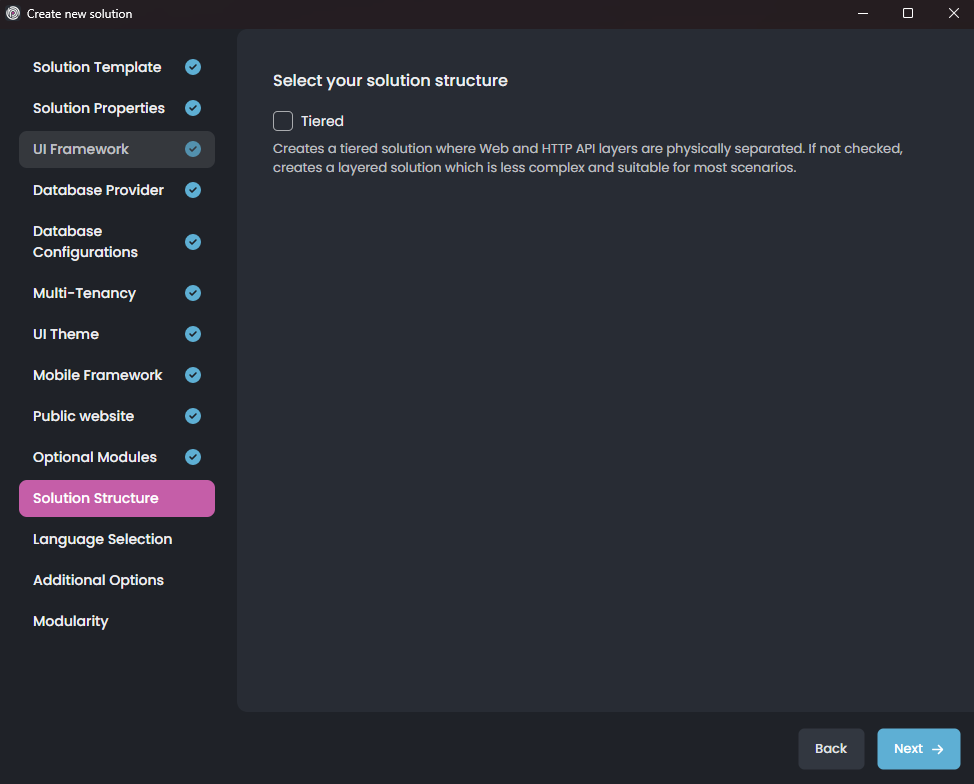 Create new solution
Solution Template
Solution Properties
UI Framework
Database Provider
Database
Configurations
Multi-Tenancy
UI Theme
Mobile Framework
Public website
Optional Modules
Solution Structure
Language Selection
Additional Options
Modularity
Select your solution structure
Tiered
Creates a tiered solution where Web and HTTP API layers are physically separated. If not checked,
creates a layered solution which is less complex and suitable for most scenarios.
Back
Next